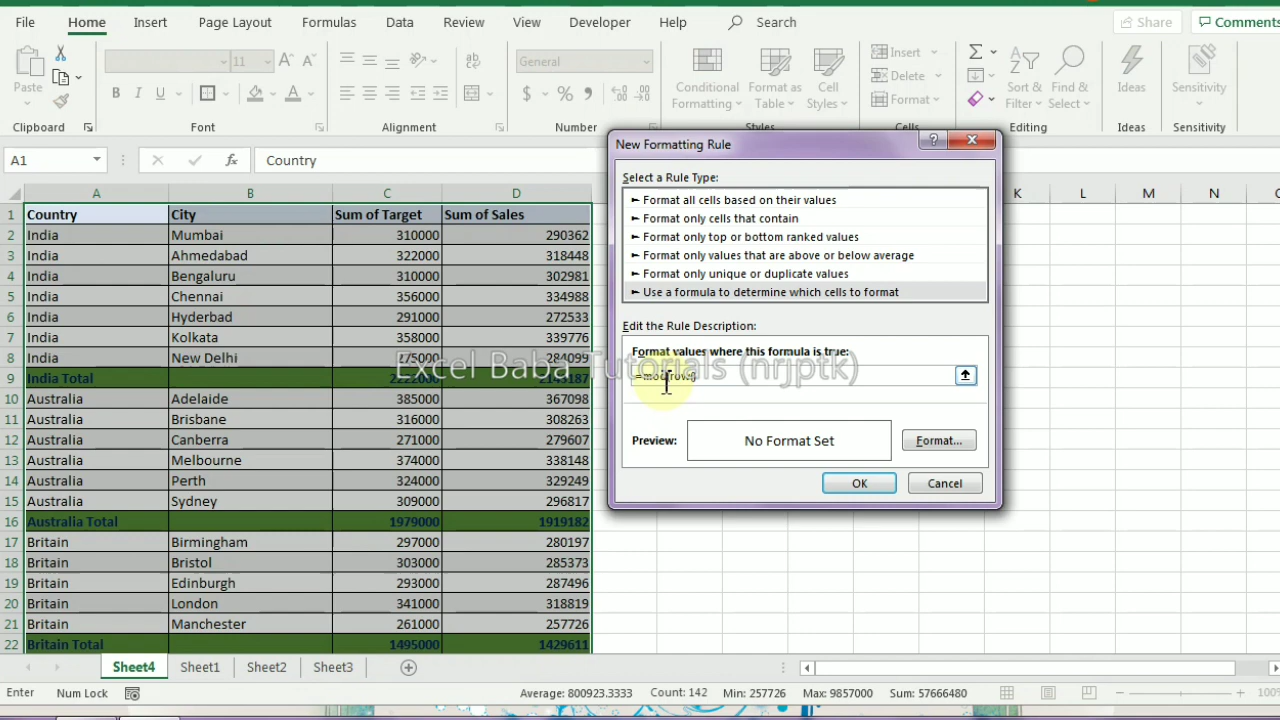 File Home Insert Page Layout Formulas Data Review View Developer Help Search Share Comments
11 General Insert Delete Format
Paste Conditional Formatting Format as Table Cell Styles Sort & Filter Find & Select Ideas Sensitivity
B I U $ %
Clipboard Font Alignment Number Styles Cells Editing Ideas Sensitivity
A1 fx Country
A B C D K L M N
1 Country City Sum of Target Sum of Sales
2 India Mumbai 310000 290362
3 India Ahmedabad 322000 318448
4 India Bengaluru 310000 302981
5 India Chennai 356000 334988
6 India Hyderbad 291000 272533
7 India Kolkata 358000 339776
8 India New Delhi 275000 284099
9 India Total 2222000 2143187
10 Australia Adelaide 385000 367098
11 Australia Brisbane 316000 308263
12 Australia Canberra 271000 279607
13 Australia Melbourne 374000 338148
14 Australia Perth 324000 329249
15 Australia Sydney 309000 296817
16 Australia Total 1979000 1919182
17 Britain Birmingham 297000 280197
18 Britain Bristol 303000 285373
19 Britain Edinburgh 293000 287496
20 Britain London 341000 318819
21 Britain Manchester 261000 257726
22 Britain Total 1495000 1429611
New Formatting Rule ?
Select a Rule Type:
► Format all cells based on their values
► Format only cells that contain
► Format only top or bottom ranked values
► Format only values that are above or below average
► Format only unique or duplicate values
► Use a formula to determine which cells to format
Edit the Rule Description:
Format values where this formula is true:
Preview: No Format Set Format...
OK Cancel
Excel Baba Tutorials (nrjptk)
Sheet4 Sheet1 Sheet2 Sheet3
Enter Num Lock Average: 800923.3333 Count: 142 Min: 257726 Max: 9857000 Sum: 57666480